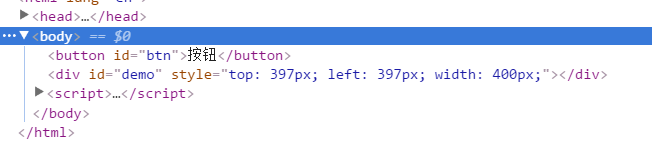 <html lang="en">
▶<head>…</head>
…▼<body> == $0
<button id="btn">按钮</button>
<div id="demo" style="top: 397px; left: 397px; width: 400px;"></div>
▶<script>…</script>
</body>
</html>